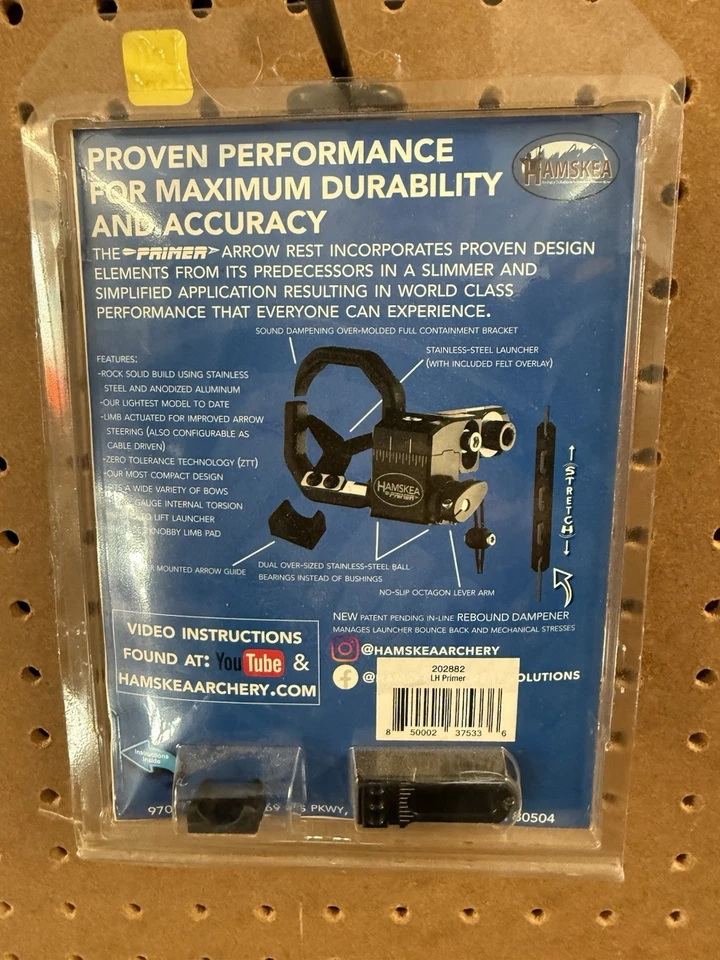 PROVEN PERFORMANCE
FOR MAXIMUM DURABILITY
AND ACCURACY
HAMSKEA
THE PRIMER ARROW REST INCORPORATES PROVEN DESIGN
ELEMENTS FROM ITS PREDECESSORS IN A SLIMMER AND
SIMPLIFIED APPLICATION RESULTING IN WORLD CLASS
PERFORMANCE THAT EVERYONE CAN EXPERIENCE.
SOUND DAMPENING OVER-MOLDED FULL CONTAINMENT BRACKET
STAINLESS-STEEL LAUNCHER
(WITH INCLUDED FELT OVERLAY)
FEATURES:
-ROCK SOLID BUILD USING STAINLESS
STEEL AND ANODIZED ALUMINUM
-OUR LIGHTEST MODEL TO DATE
-LIMB ACTUATED FOR IMPROVED ARROW
STEERING (ALSO CONFIGURABLE AS
CABLE DRIVEN)
-ZERO TOLERANCE TECHNOLOGY (ZTT)
-OUR MOST COMPACT DESIGN
A WIDE VARIETY OF BOWS
GAUGE INTERNAL TORSION
LIFT LAUNCHER
KNOBBY LIMB PAD
HAMSKEA
PRIMER
STRETCH
MOUNTED ARROW GUIDE
DUAL OVER-SIZED STAINLESS-STEEL BALL
BEARINGS INSTEAD OF BUSHINGS
NO-SLIP OCTAGON LEVER ARM
NEW PATENT PENDING IN-LINE REBOUND DAMPENER
MANAGES LAUNCHER BOUNCE BACK AND MECHANICAL STRESSES
VIDEO INSTRUCTIONS
FOUND AT: YouTube &
HAMSKEAARCHERY.COM
@HAMSKEAARCHERY
@ OLUTIONS
202882
LH Primer
8 50002 37533 6
Instructions
Inside
970 69 S PKWY, 80504